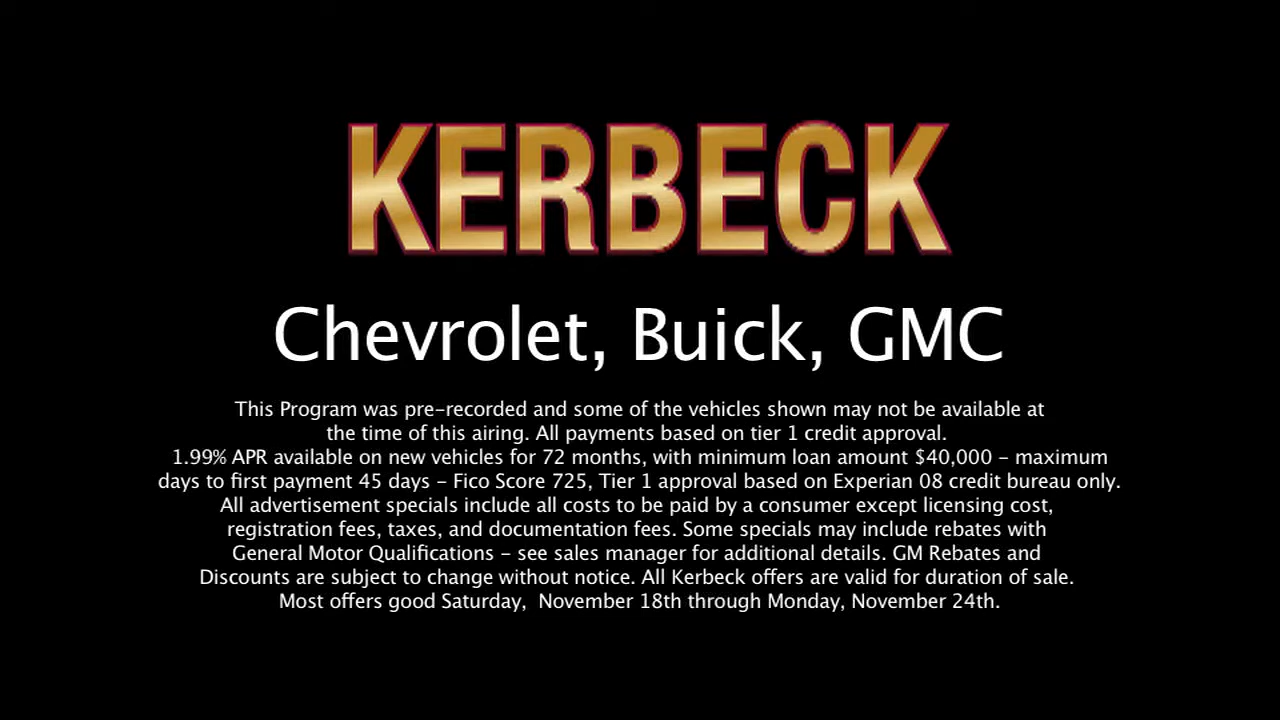 KERBECK
Chevrolet, Buick, GMC
This Program was pre-recorded and some of the vehicles shown may not be available at
the time of this airing. All payments based on tier 1 credit approval.
1.99% APR available on new vehicles for 72 months, with minimum loan amount $40,000 – maximum
days to first payment 45 days – Fico Score 725, Tier 1 approval based on Experian 08 credit bureau only.
All advertisement specials include all costs to be paid by a consumer except licensing cost,
registration fees, taxes, and documentation fees. Some specials may include rebates with
General Motor Qualifications – see sales manager for additional details. GM Rebates and
Discounts are subject to change without notice. All Kerbeck offers are valid for duration of sale.
Most offers good Saturday,  November 18th through Monday, November 24th.